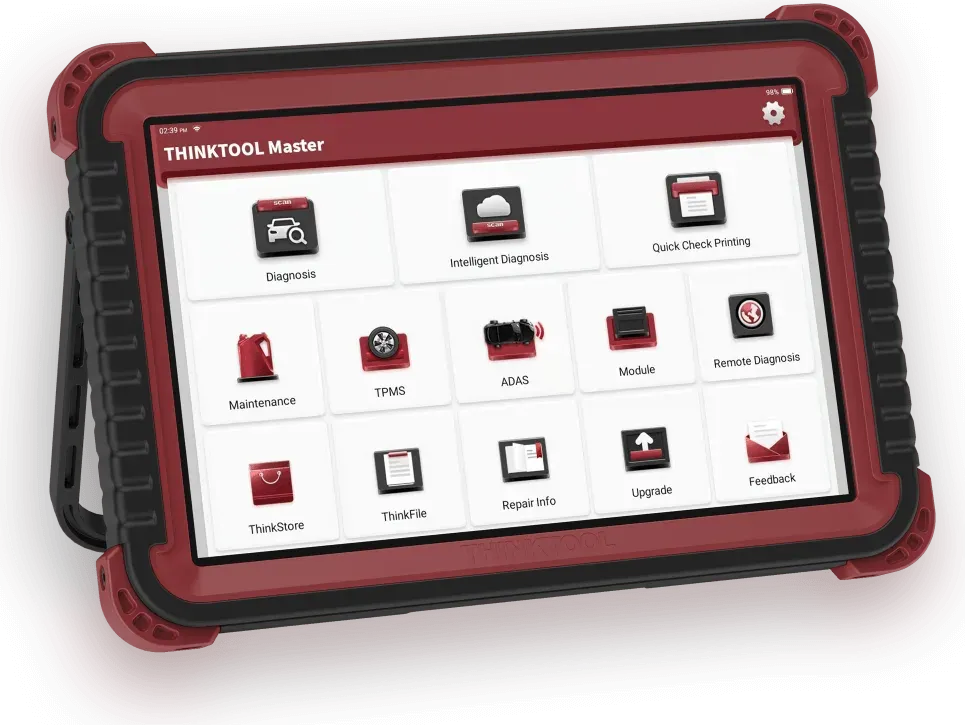 02:39 PM
98%
THINKTOOL Master
scan
Diagnosis
scan
Intelligent Diagnosis
Quick Check Printing
Maintenance
TPMS
ADAS
Module
Remote Diagnosis
ThinkStore
ThinkFile
Repair Info
Upgrade
Feedback
THINKTOOL